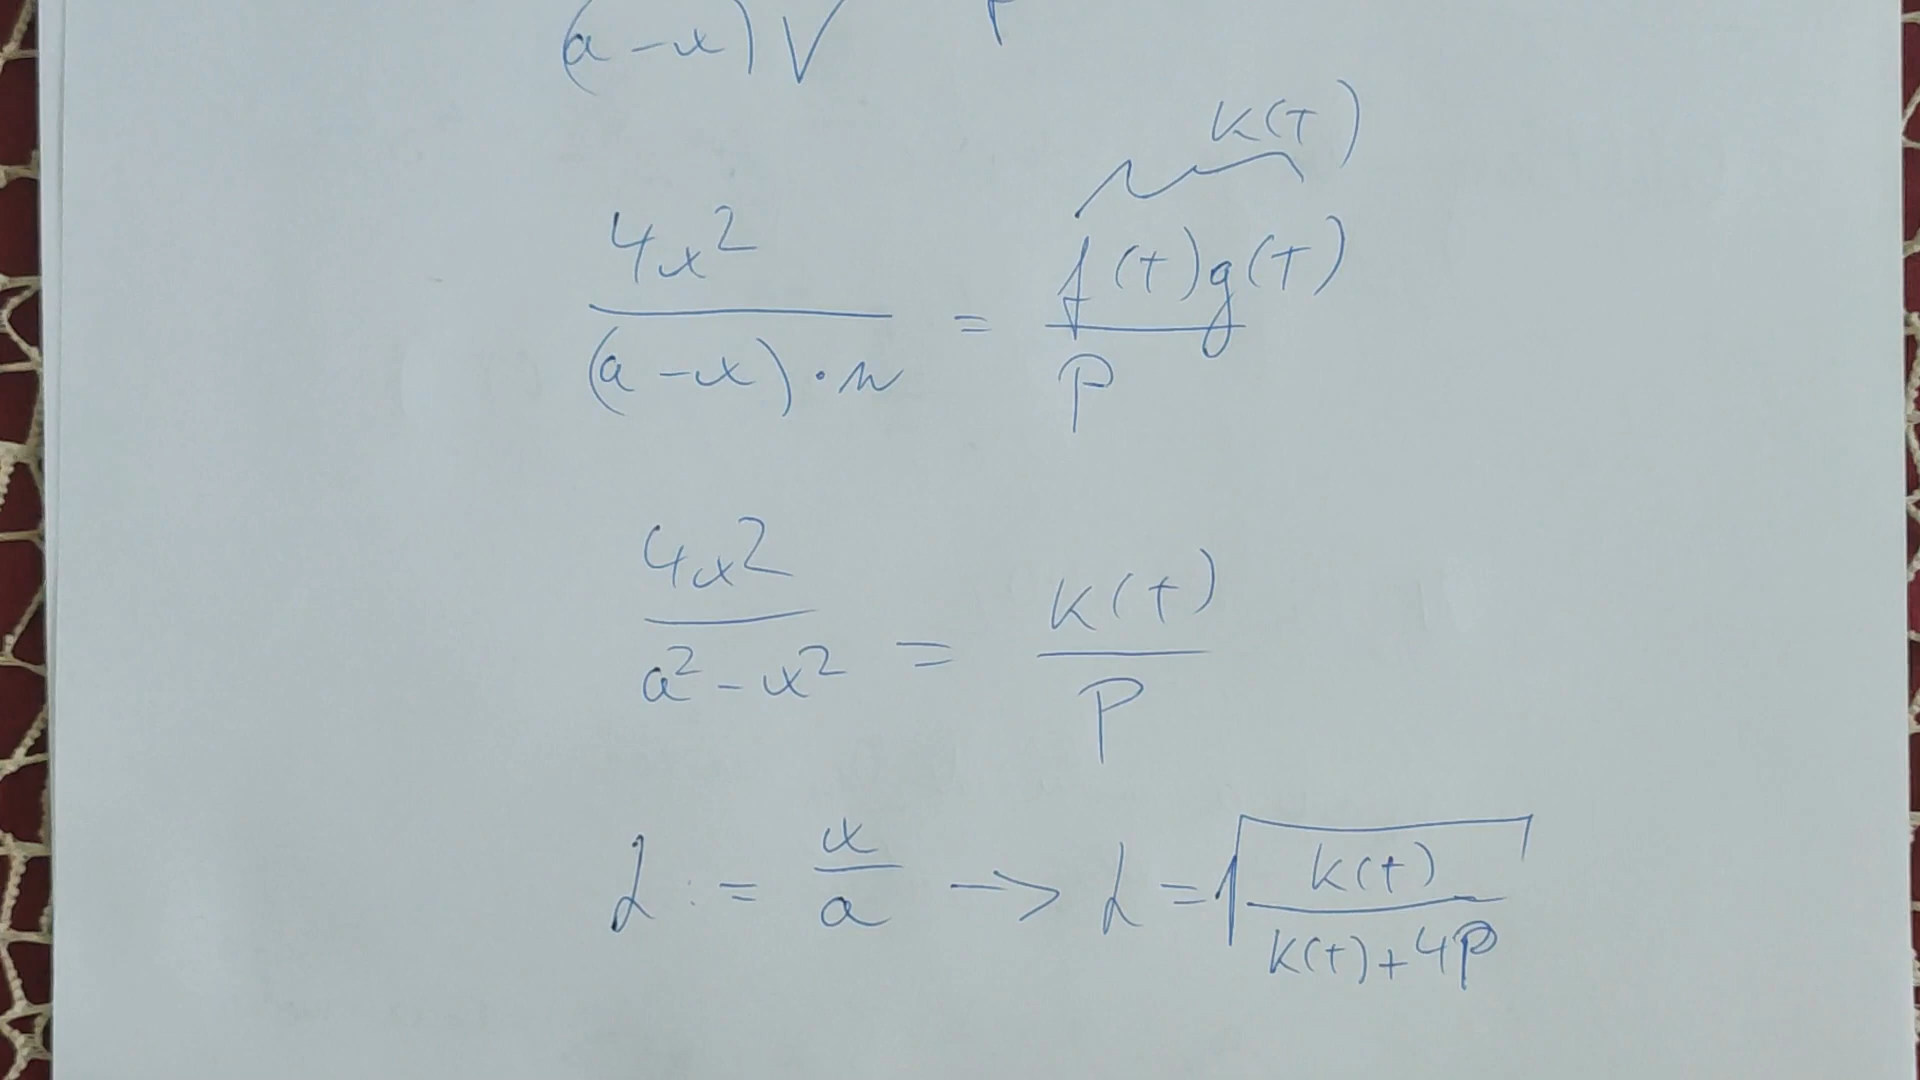 (a-x)V
K(T)
4x² / ((a-x)·n) = f(T)g(T) / P
4x² / (a²-x²) = K(t) / P
α := x/a → α = √(K(t) / (K(t)+4P))